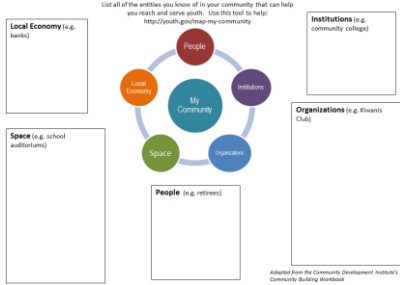 List all of the entities you know of in your community that can help
you reach and serve youth. Use this tool to help:
http://youth.gov/map-my-community
Local Economy (e.g.
banks)
Institutions (e.g.
community college)
People
Local
Economy
Institutions
My
Community
Space
Organizations
Organizations (e.g. Kiwanis
Club)
Space (e.g. school
auditoriums)
People (e.g. retirees)
Adapted from the Community Development Institute's
Community Building Workbook